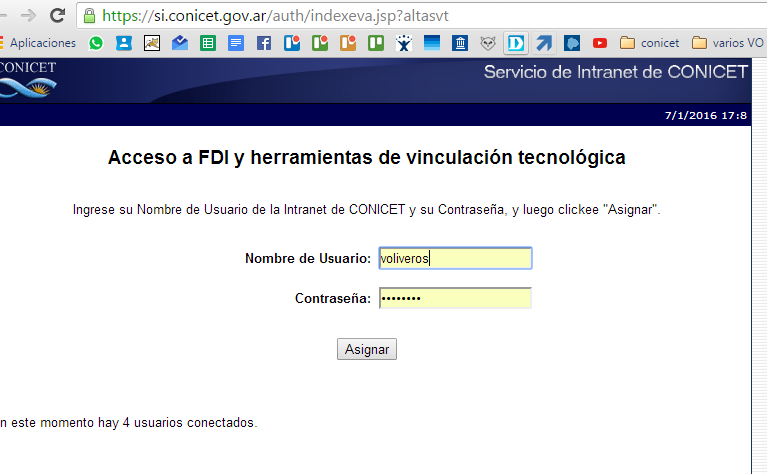 https://si.conicet.gov.ar/auth/indexeva.jsp?altasvt
Aplicaciones conicet varios VO
CONICET
Servicio de Intranet de CONICET
7/1/2016 17:8
Acceso a FDI y herramientas de vinculación tecnológica
Ingrese su Nombre de Usuario de la Intranet de CONICET y su Contraseña, y luego clickee "Asignar".
Nombre de Usuario: voliveros
Contraseña: ••••••••
Asignar
n este momento hay 4 usuarios conectados.